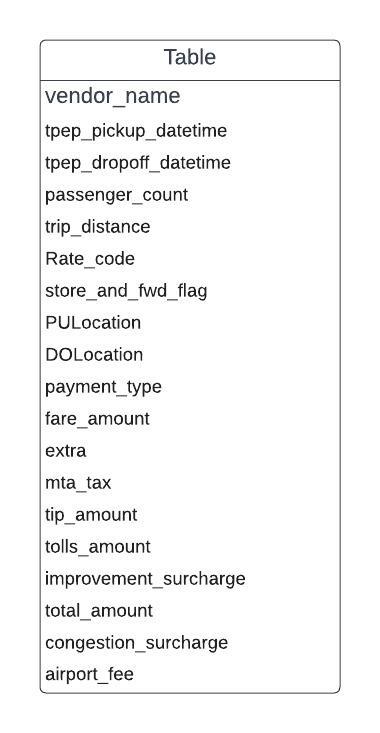 Table
vendor_name
tpep_pickup_datetime
tpep_dropoff_datetime
passenger_count
trip_distance
Rate_code
store_and_fwd_flag
PULocation
DOLocation
payment_type
fare_amount
extra
mta_tax
tip_amount
tolls_amount
improvement_surcharge
total_amount
congestion_surcharge
airport_fee